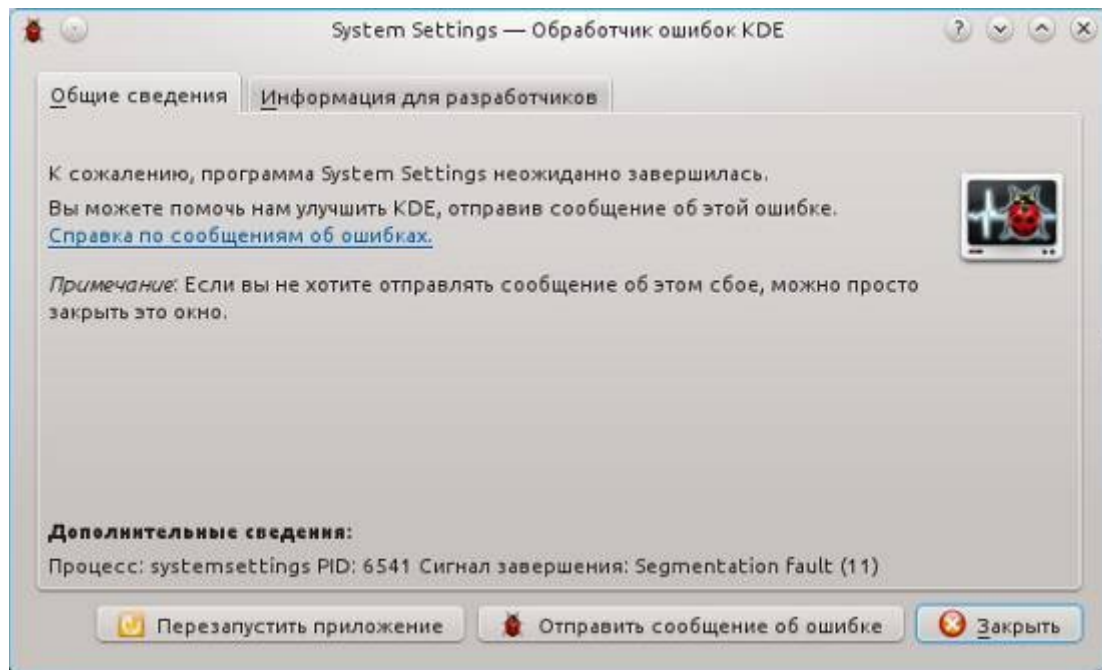 System Settings — Обработчик ошибок KDE
Общие сведения
Информация для разработчиков
К сожалению, программа System Settings неожиданно завершилась.
Вы можете помочь нам улучшить KDE, отправив сообщение об этой ошибке.
Справка по сообщениям об ошибках.
Примечание: Если вы не хотите отправлять сообщение об этом сбое, можно просто
закрыть это окно.
Дополнительные сведения:
Процесс: systemsettings PID: 6541 Сигнал завершения: Segmentation fault (11)
Перезапустить приложение
Отправить сообщение об ошибке
Закрыть